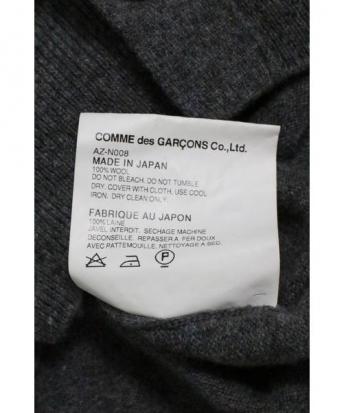 COMME des GARÇONS Co.,Ltd.
AZ-N008
MADE IN JAPAN
100% WOOL
DO NOT BLEACH. DO NOT TUMBLE
DRY. COVER WITH CLOTH. USE COOL
IRON. DRY CLEAN ONLY.
FABRIQUE AU JAPON
100% LAINE
JAVEL INTERDIT. SECHAGE MACHINE
DECONSEILLE. REPASSER A FER DOUX
AVEC PATTEMOUILLE. NETTOYAGE A SEC.
P